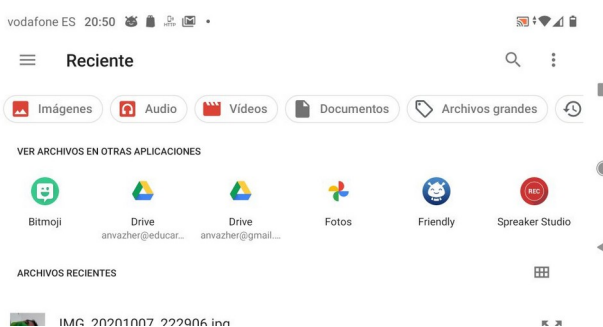 vodafone ES 20:50
Reciente
Imágenes Audio Vídeos Documentos Archivos grandes
VER ARCHIVOS EN OTRAS APLICACIONES
REC
Bitmoji Drive Drive Fotos Friendly Spreaker Studio
anvazher@educar... anvazher@gmail....
ARCHIVOS RECIENTES
IMG_20201007_222906.jpg